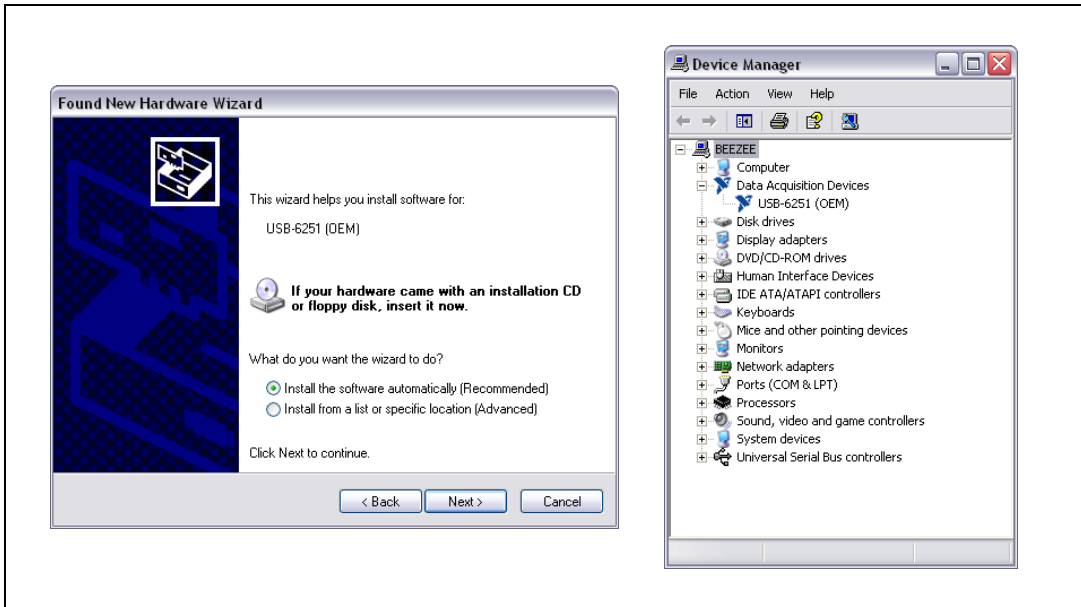 Found New Hardware Wizard
This wizard helps you install software for:
USB-6251 (OEM)
If your hardware came with an installation CD
or floppy disk, insert it now.
What do you want the wizard to do?
Install the software automatically (Recommended)
Install from a list or specific location (Advanced)
Click Next to continue.
< Back
Next >
Cancel
Device Manager
File
Action
View
Help
BEEZEE
Computer
Data Acquisition Devices
USB-6251 (OEM)
Disk drives
Display adapters
DVD/CD-ROM drives
Human Interface Devices
IDE ATA/ATAPI controllers
Keyboards
Mice and other pointing devices
Monitors
Network adapters
Ports (COM & LPT)
Processors
Sound, video and game controllers
System devices
Universal Serial Bus controllers